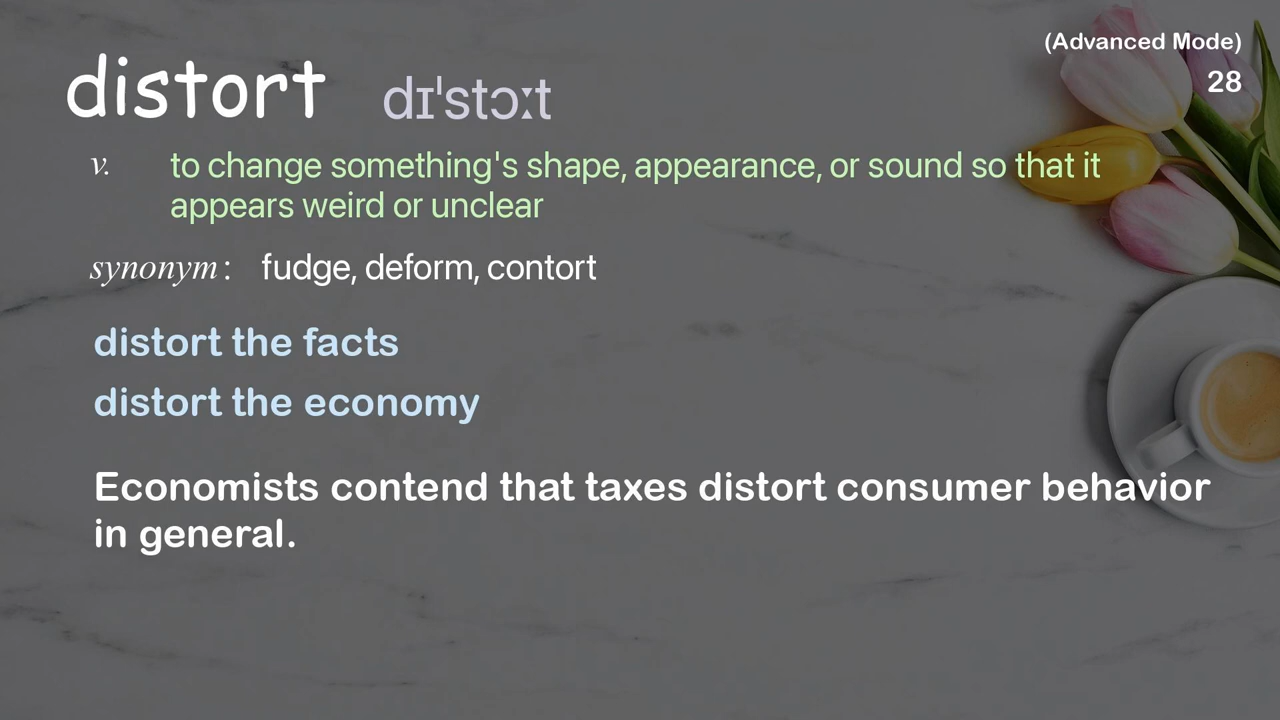 (Advanced Mode)
28
distort dɪˈstɔːt
v. to change something's shape, appearance, or sound so that it
appears weird or unclear
synonym : fudge, deform, contort
distort the facts
distort the economy
Economists contend that taxes distort consumer behavior
in general.